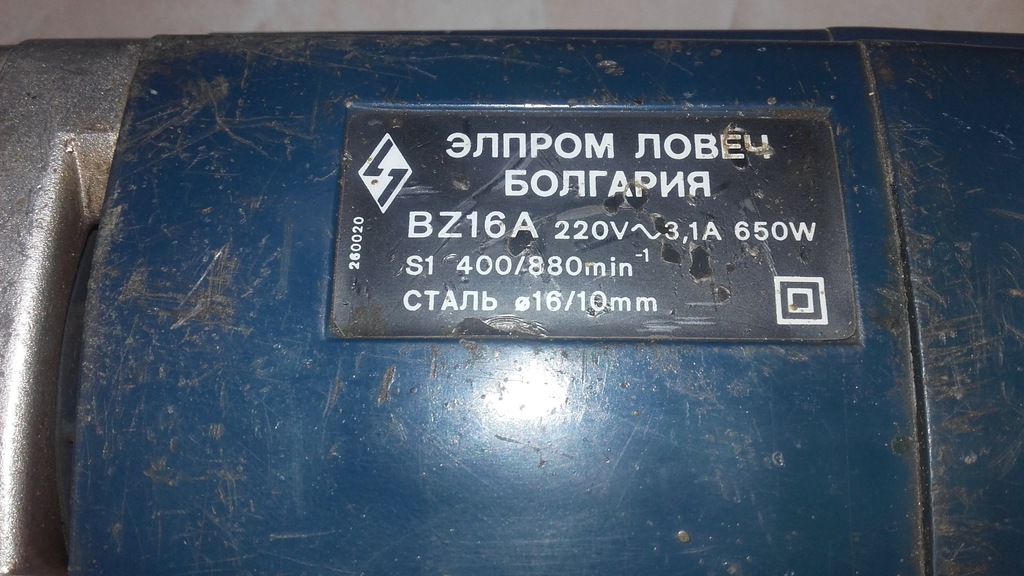 ЭЛПРОМ ЛОВЕЧ
БОЛГАРИЯ
BZ16A 220V~3,1A 650W
S1 400/880min⁻¹
СТАЛЬ ø16/10mm
260020